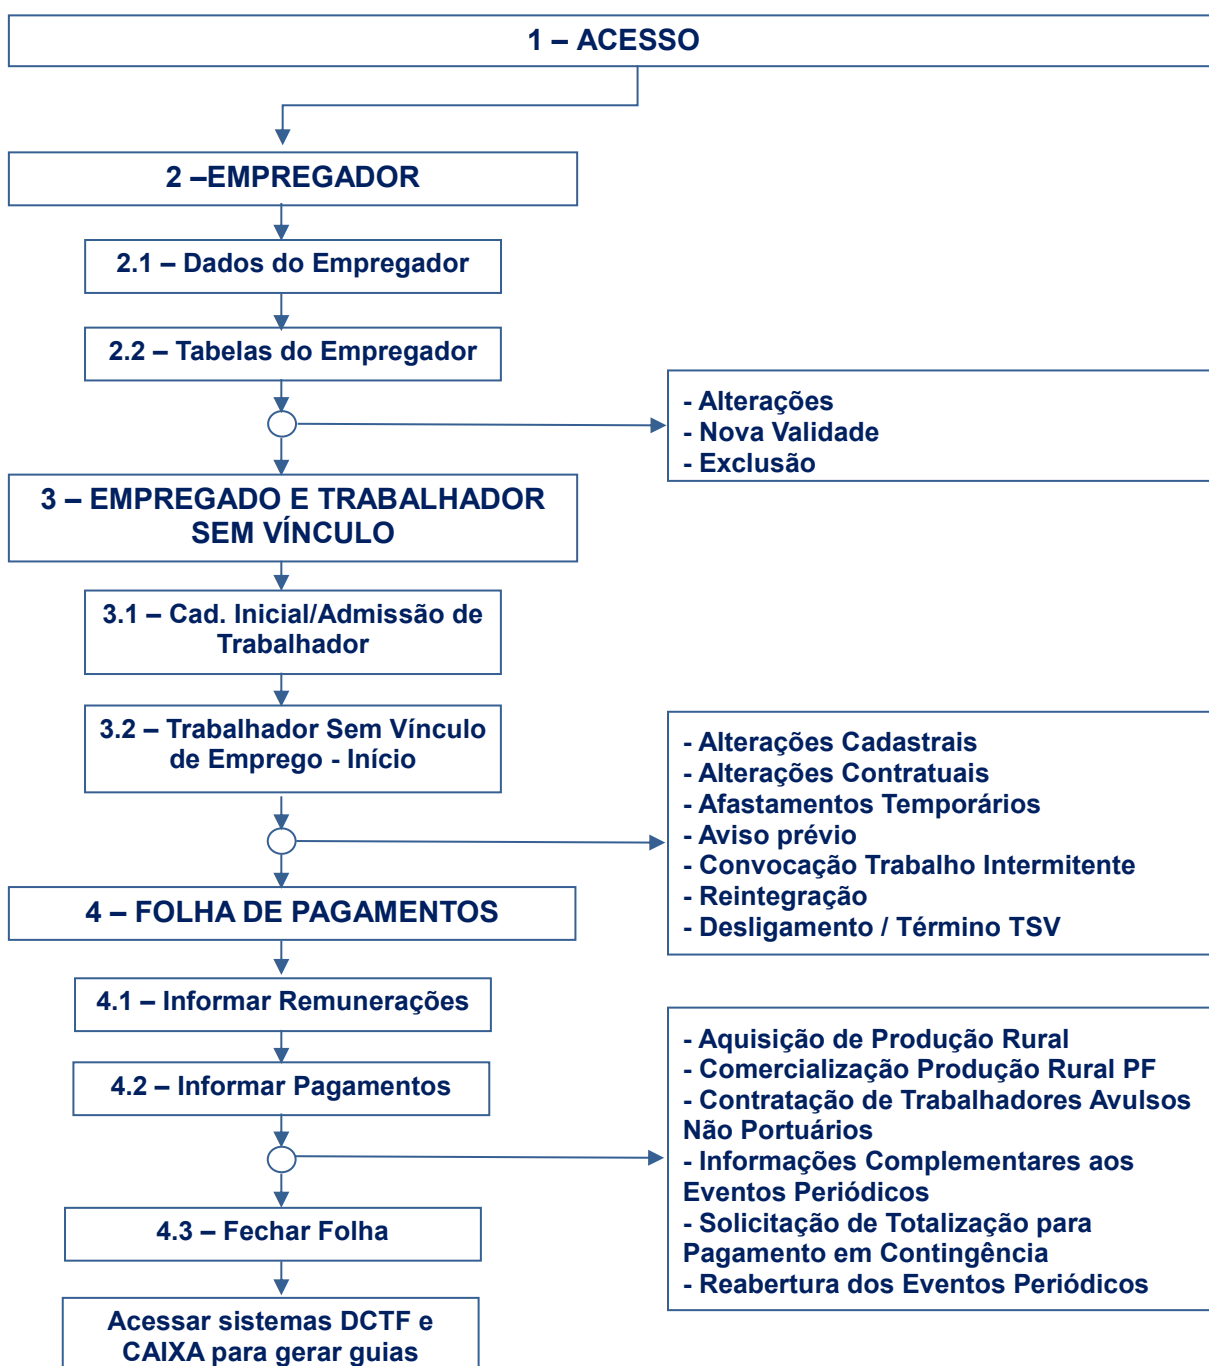 1 – ACESSO
2 –EMPREGADOR
2.1 – Dados do Empregador
2.2 – Tabelas do Empregador
- Alterações
- Nova Validade
- Exclusão
3 – EMPREGADO E TRABALHADOR
SEM VÍNCULO
3.1 – Cad. Inicial/Admissão de
Trabalhador
3.2 – Trabalhador Sem Vínculo
de Emprego - Início
- Alterações Cadastrais
- Alterações Contratuais
- Afastamentos Temporários
- Aviso prévio
- Convocação Trabalho Intermitente
- Reintegração
- Desligamento / Término TSV
4 – FOLHA DE PAGAMENTOS
4.1 – Informar Remunerações
4.2 – Informar Pagamentos
- Aquisição de Produção Rural
- Comercialização Produção Rural PF
- Contratação de Trabalhadores Avulsos
Não Portuários
- Informações Complementares aos
Eventos Periódicos
- Solicitação de Totalização para
Pagamento em Contingência
- Reabertura dos Eventos Periódicos
4.3 – Fechar Folha
Acessar sistemas DCTF e
CAIXA para gerar guias